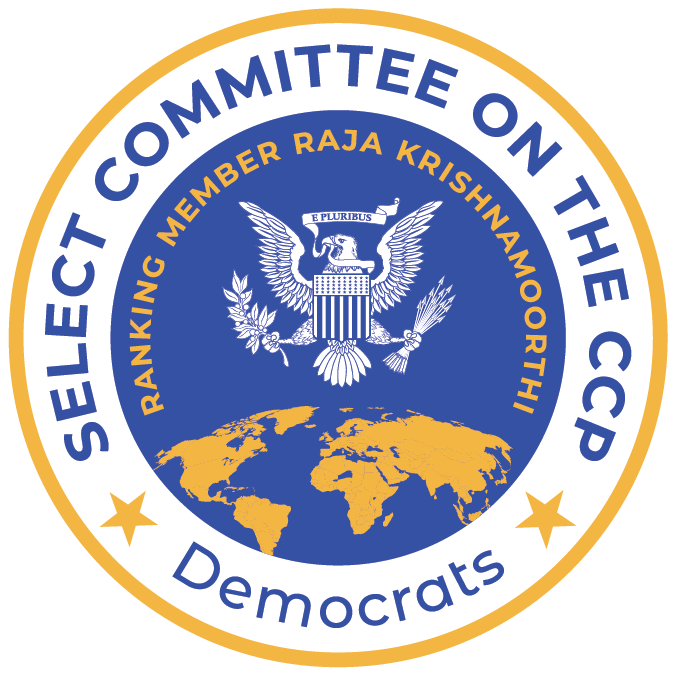 SELECT COMMITTEE ON THE CCP
RANKING MEMBER RAJA KRISHNAMOORTHI
E PLURIBUS
Democrats